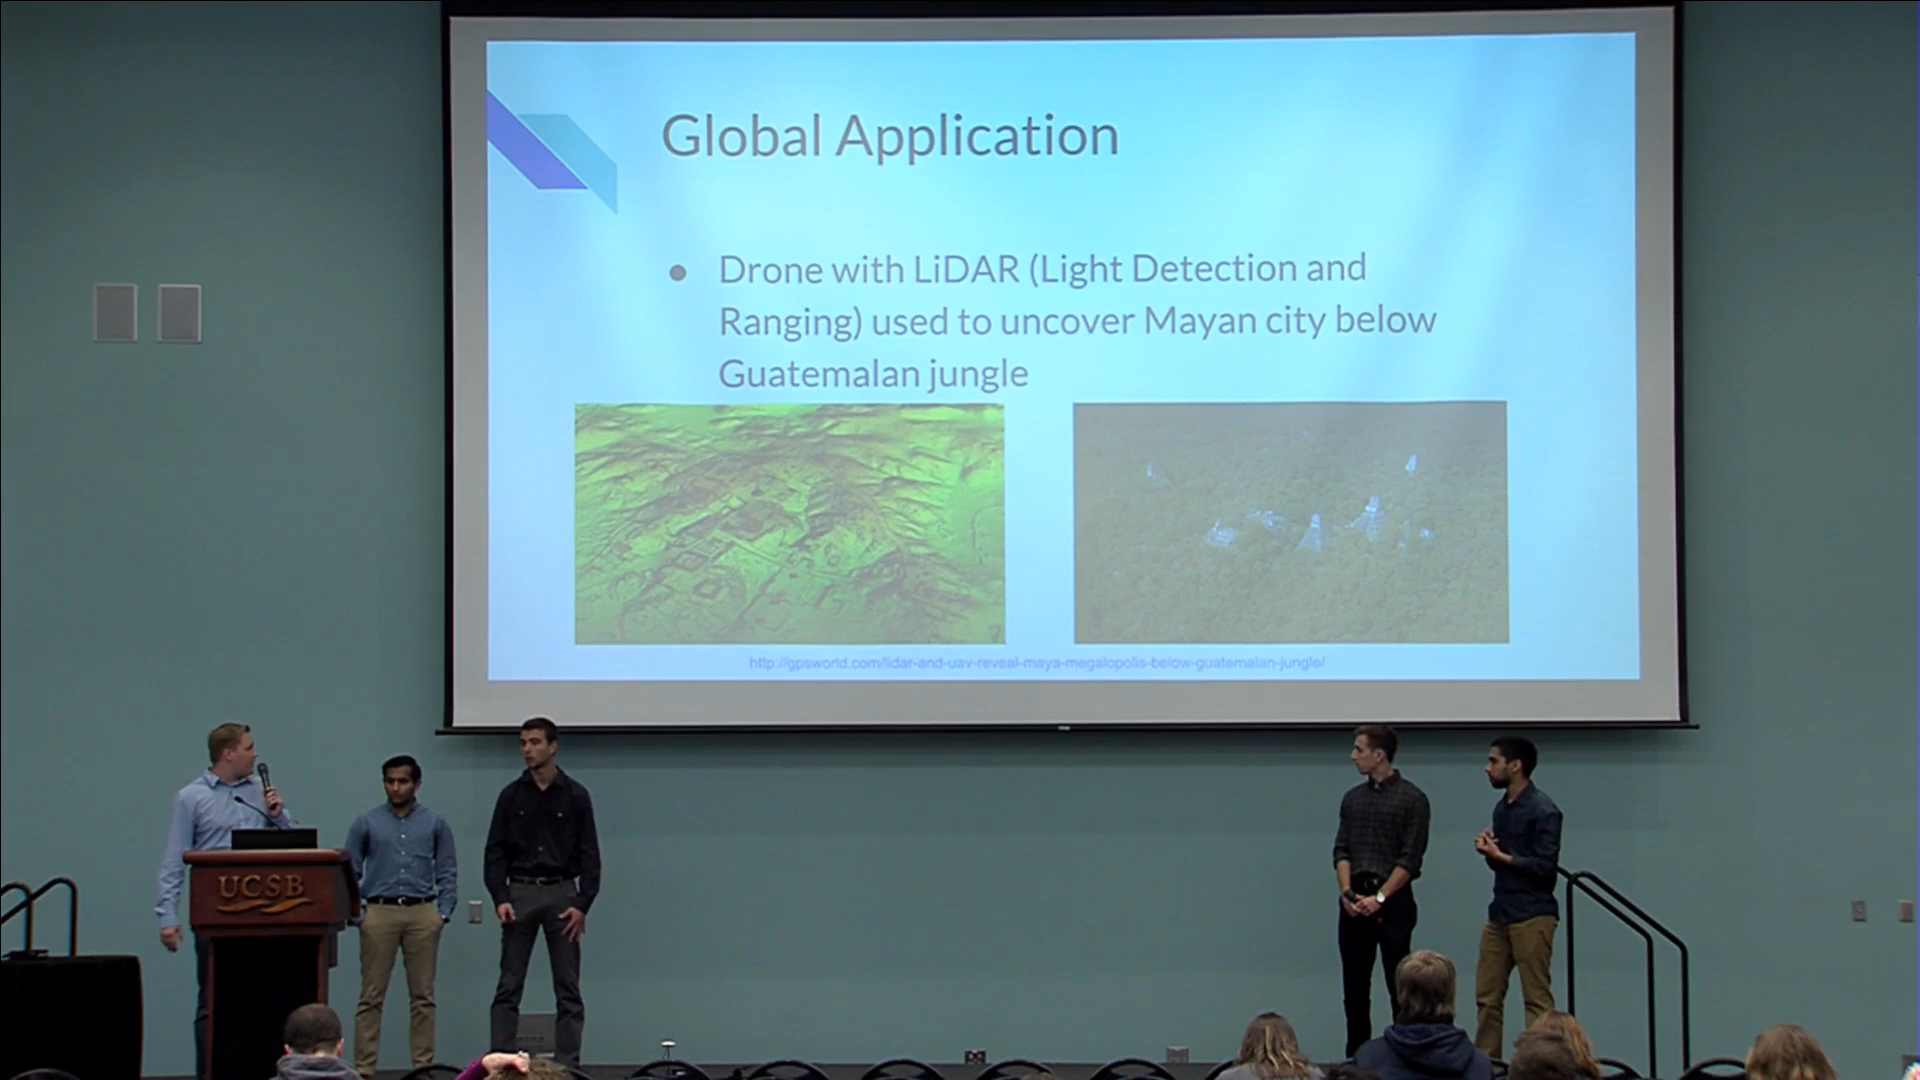 Global Application
● Drone with LiDAR (Light Detection and
Ranging) used to uncover Mayan city below
Guatemalan jungle
http://gpsworld.com/lidar-and-uav-reveal-maya-megalopolis-below-guatemalan-jungle/
UCSB